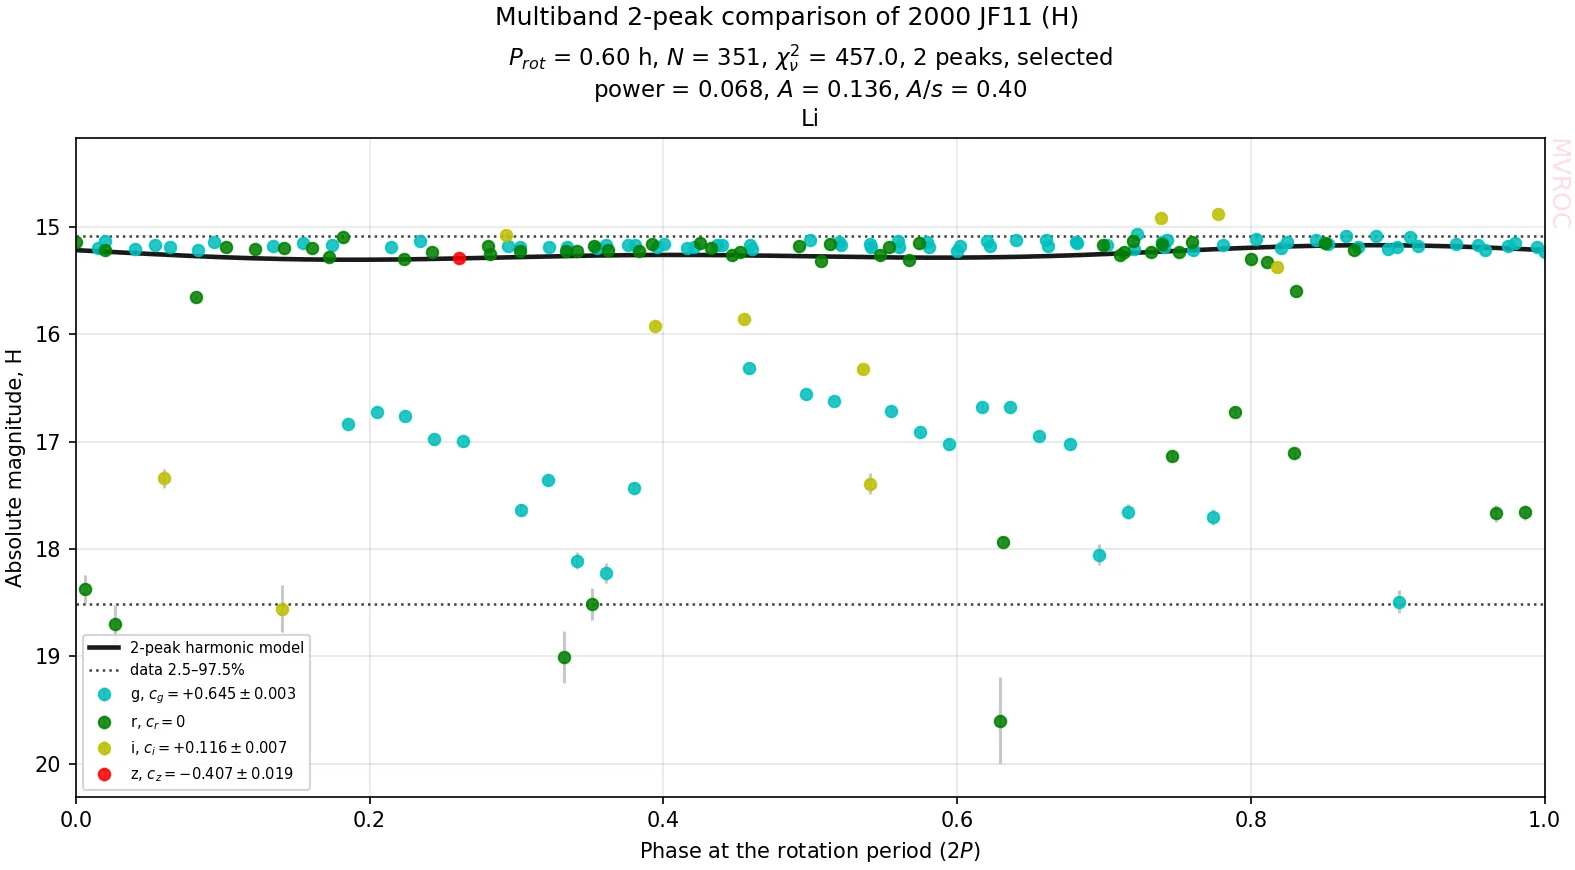 Multiband 2-peak comparison of 2000 JF11 (H)
P_rot = 0.60 h, N = 351, χ²_ν = 457.0, 2 peaks, selected
power = 0.068, A = 0.136, A/s = 0.40
Li
MVROC
Absolute magnitude, H
15
16
17
18
19
20
2-peak harmonic model
data 2.5–97.5%
g, c_g = +0.645 ± 0.003
r, c_r = 0
i, c_i = +0.116 ± 0.007
z, c_z = −0.407 ± 0.019
0.0 0.2 0.4 0.6 0.8 1.0
Phase at the rotation period (2P)